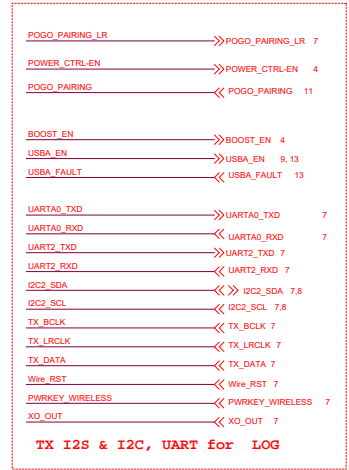 POGO_PAIRING_LR POGO_PAIRING_LR 7
POWER_CTRL-EN POWER_CTRL-EN 4
POGO_PAIRING POGO_PAIRING 11
BOOST_EN BOOST_EN 4
USBA_EN USBA_EN 9, 13
USBA_FAULT USBA_FAULT 13
UARTA0_TXD UARTA0_TXD 7
UARTA0_RXD UARTA0_RXD 7
UART2_TXD UART2_TXD 7
UART2_RXD UART2_RXD 7
I2C2_SDA I2C2_SDA 7,8
I2C2_SCL I2C2_SCL 7,8
TX_BCLK TX_BCLK 7
TX_LRCLK TX_LRCLK 7
TX_DATA TX_DATA 7
Wire_RST Wire_RST 7
PWRKEY_WIRELESS PWRKEY_WIRELESS 7
XO_OUT XO_OUT 7
TX I2S & I2C, UART for LOG